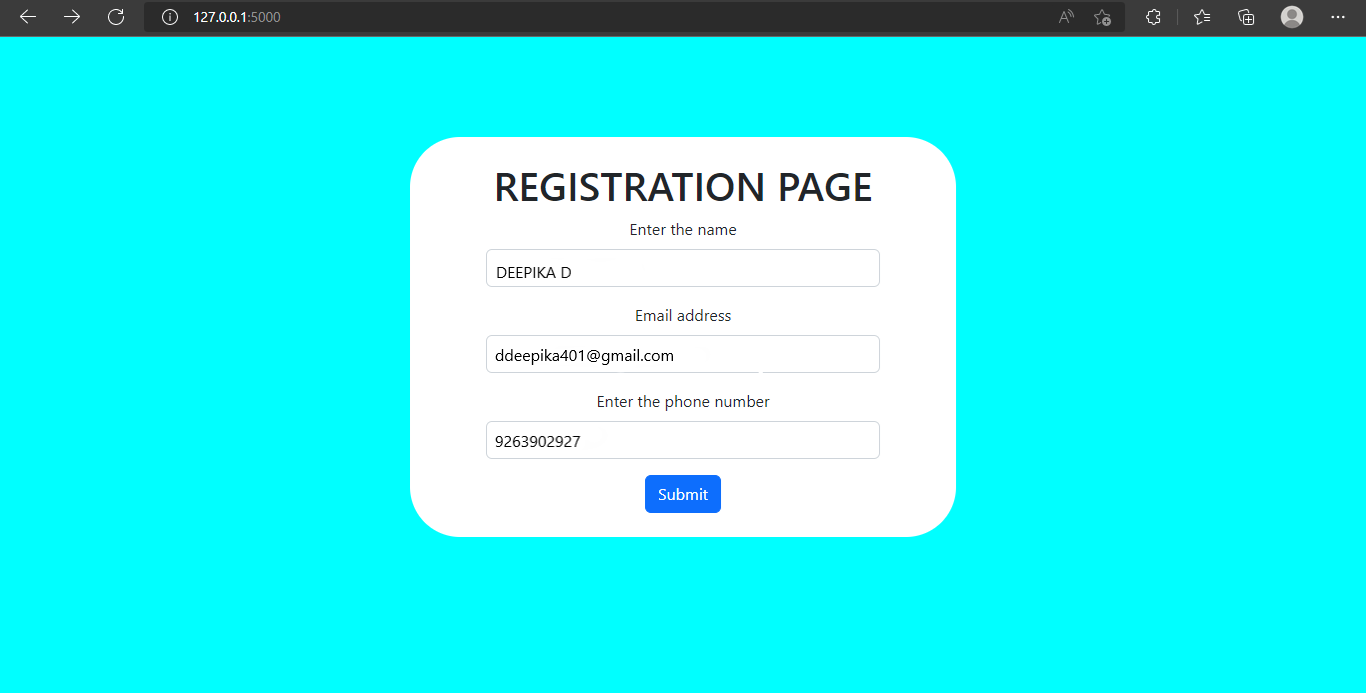 127.0.0.1:5000
REGISTRATION PAGE
Enter the name
DEEPIKA D
Email address
ddeepika401@gmail.com
Enter the phone number
9263902927
Submit